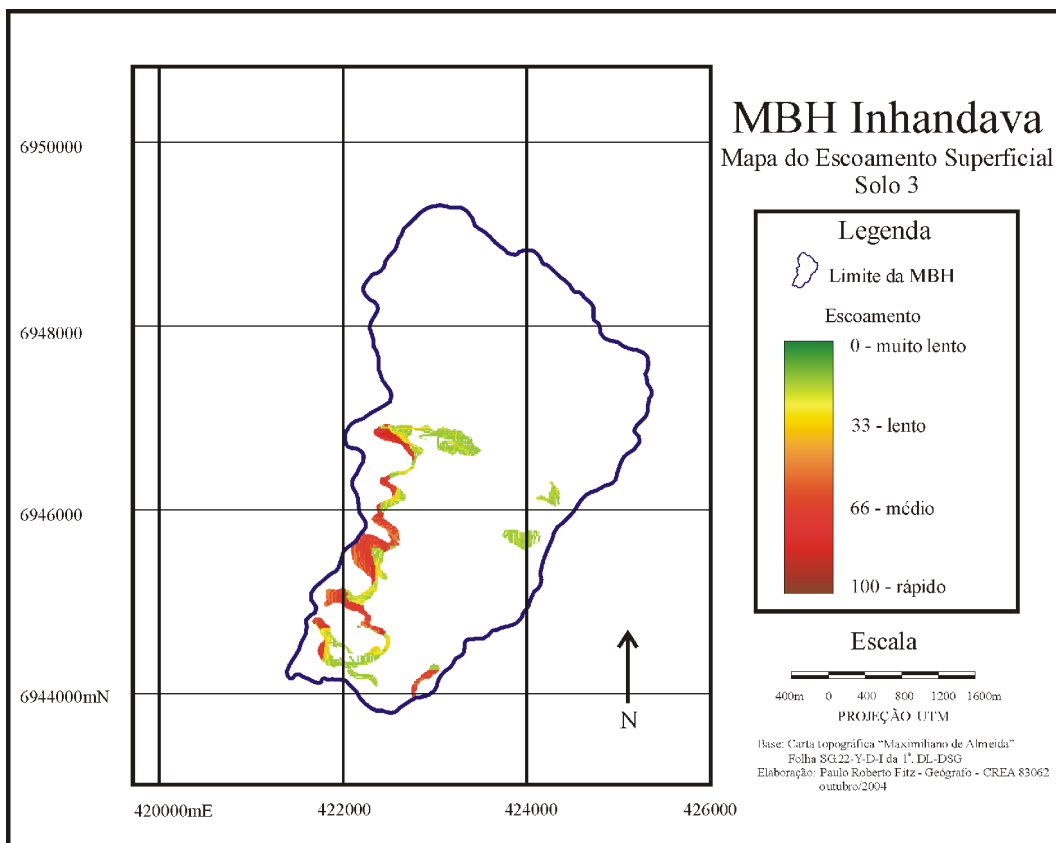 MBH Inhandava
Mapa do Escoamento Superficial
Solo 3
Legenda
Limite da MBH
Escoamento
0 - muito lento
33 - lento
66 - médio
100 - rápido
Escala
400m 0 400 800 1200 1600m
PROJEÇÃO UTM
Base: Carta topográfica "Maximiliano de Almeida"
Folha SG.22-Y-D-I da 1ª. DL-DSG
Elaboração: Paulo Roberto Fitz - Geógrafo - CREA 83062
outubro/2004
6950000
6948000
6946000
6944000mN
420000mE 422000 424000 426000
N